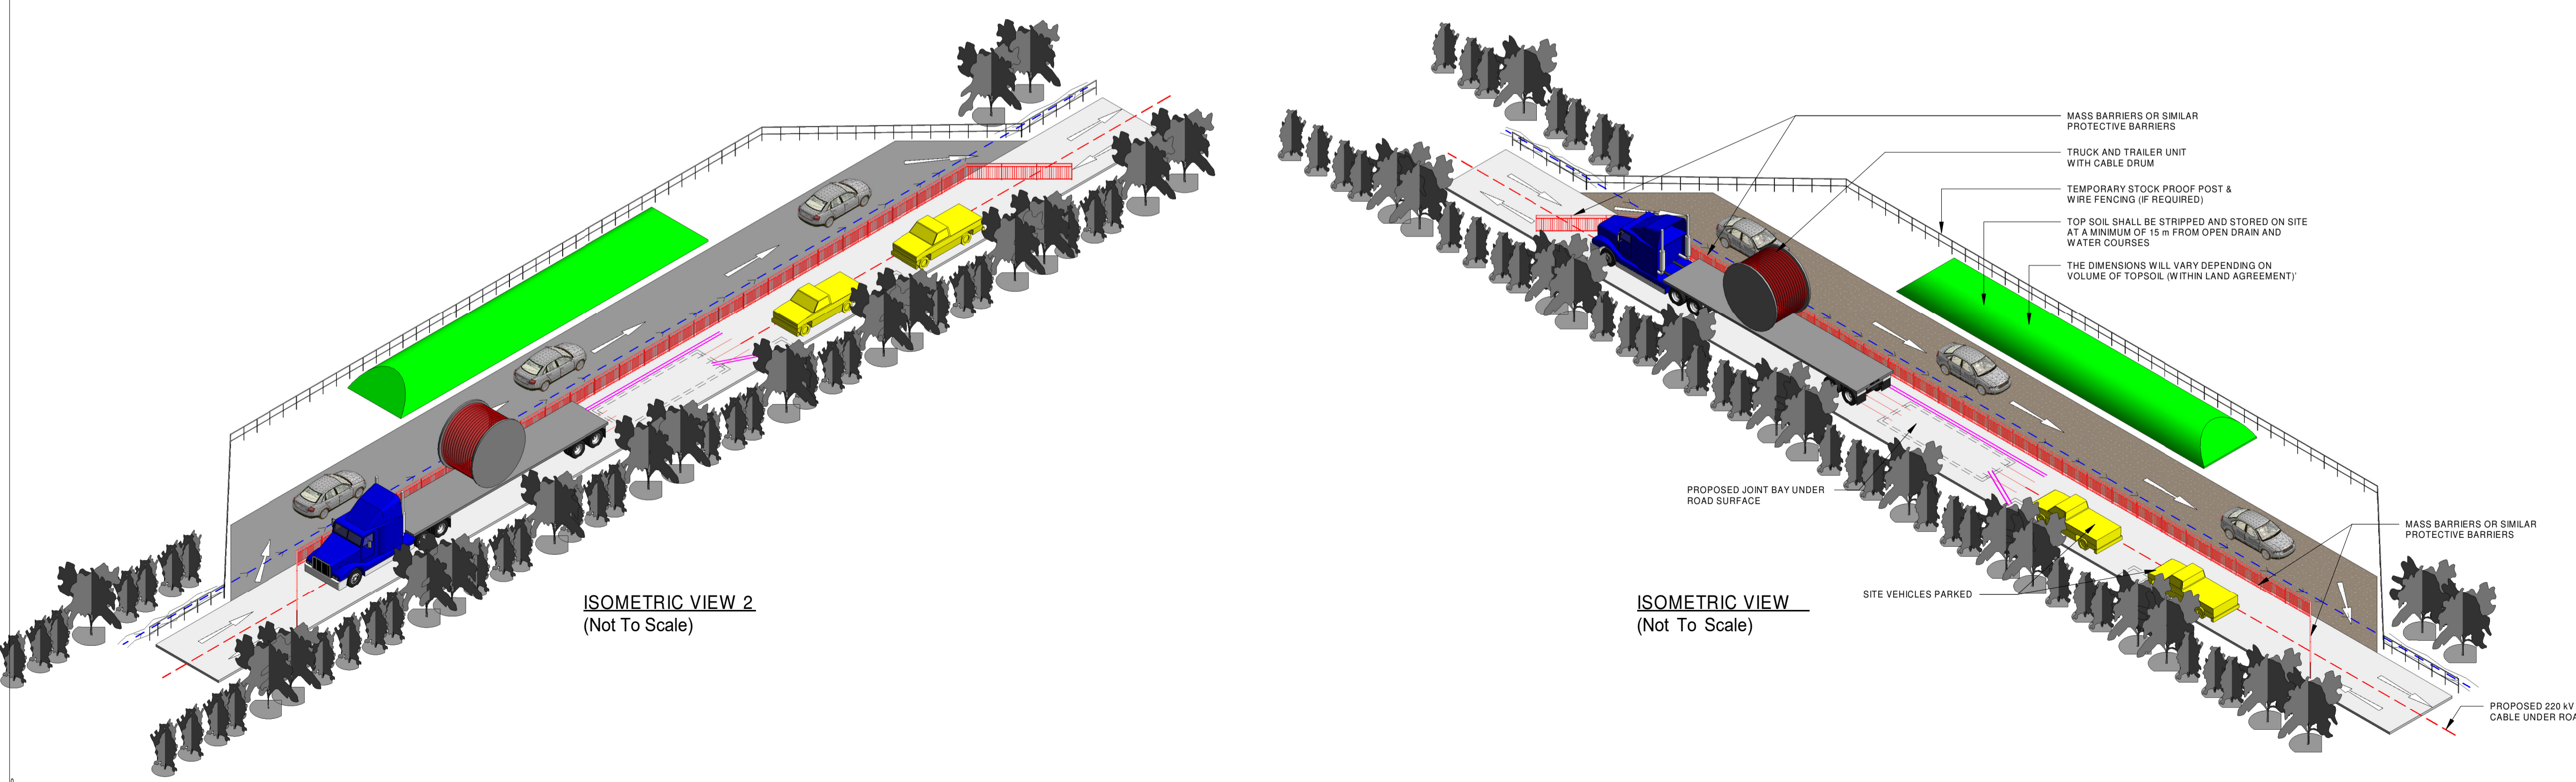 ISOMETRIC VIEW 2
(Not To Scale)
MASS BARRIERS OR SIMILAR
PROTECTIVE BARRIERS
TRUCK AND TRAILER UNIT
WITH CABLE DRUM
TEMPORARY STOCK PROOF POST &
WIRE FENCING (IF REQUIRED)
TOP SOIL SHALL BE STRIPPED AND STORED ON SITE
AT A MINIMUM OF 15 m FROM OPEN DRAIN AND
WATER COURSES
THE DIMENSIONS WILL VARY DEPENDING ON
VOLUME OF TOPSOIL (WITHIN LAND AGREEMENT)'
PROPOSED JOINT BAY UNDER
ROAD SURFACE
MASS BARRIERS OR SIMILAR
PROTECTIVE BARRIERS
SITE VEHICLES PARKED
ISOMETRIC VIEW
(Not To Scale)
PROPOSED 220 kV
CABLE UNDER